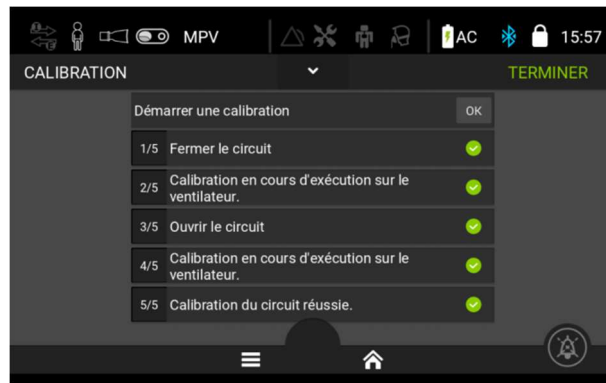 MPV
AC
15:57
CALIBRATION
TERMINER
Démarrer une calibration
OK
1/5 Fermer le circuit
2/5 Calibration en cours d'exécution sur le
ventilateur.
3/5 Ouvrir le circuit
4/5 Calibration en cours d'exécution sur le
ventilateur.
5/5 Calibration du circuit réussie.